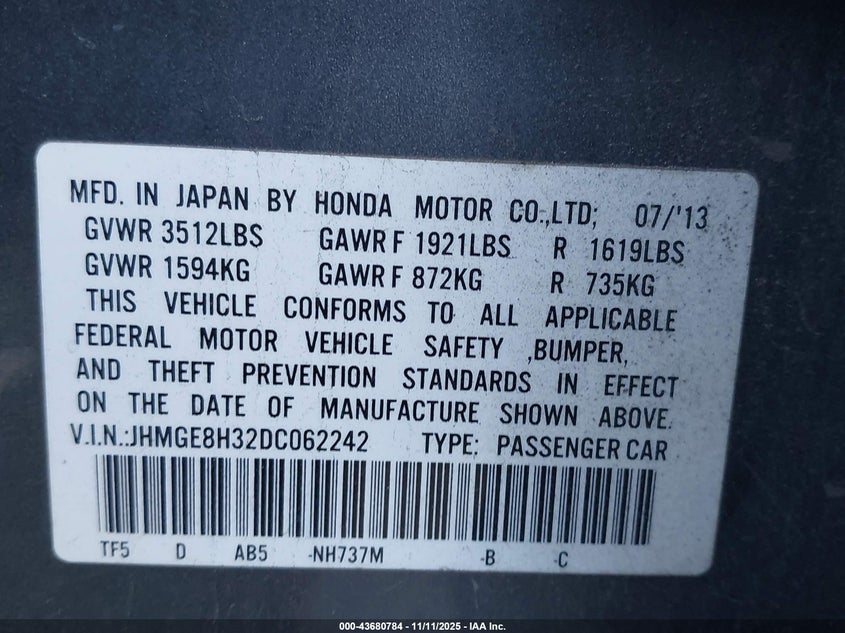 MFD. IN JAPAN BY HONDA MOTOR CO.,LTD; 07/'13
GVWR 3512LBS GAWR F 1921LBS R 1619LBS
GVWR 1594KG GAWR F 872KG R 735KG
THIS VEHICLE CONFORMS TO ALL APPLICABLE
FEDERAL MOTOR VEHICLE SAFETY ,BUMPER,
AND THEFT PREVENTION STANDARDS IN EFFECT
ON THE DATE OF MANUFACTURE SHOWN ABOVE.
V.I.N.:JHMGE8H32DC062242 TYPE: PASSENGER CAR
TF5 D AB5 -NH737M -B -C
000-43680784 - 11/11/2025 - IAA Inc.